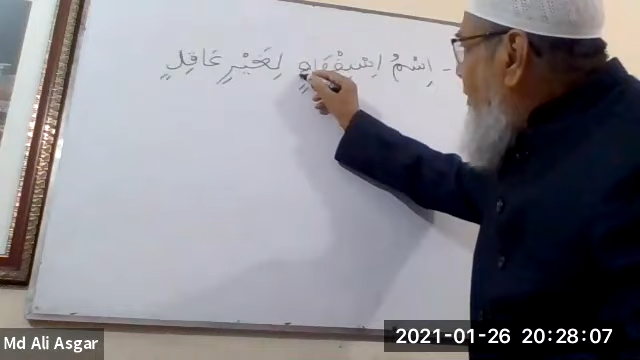 - اِسْمُ اِسْتِفْهَامٍ لِغَيْرِ عَاقِلٍ
Md Ali Asgar
2021-01-26 20:28:07